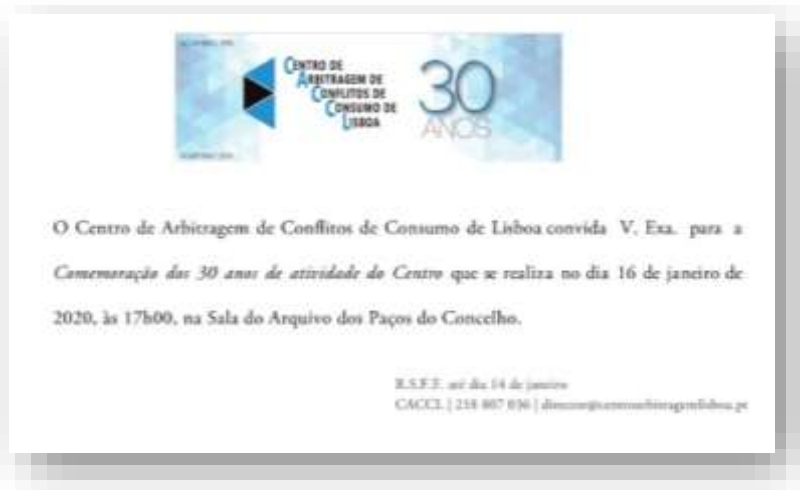 CENTRO DE
ARBITRAGEM DE
CONFLITOS DE
CONSUMO DE
LISBOA
30
ANOS
O Centro de Arbitragem de Conflitos de Consumo de Lisboa convida V. Exa. para a
Comemoração dos 30 anos de atividade do Centro que se realiza no dia 16 de janeiro de
2020, às 17h00, na Sala do Arquivo dos Paços do Concelho.
R.S.F.F. até dia 14 de janeiro
CACCL | 218 807 030 |